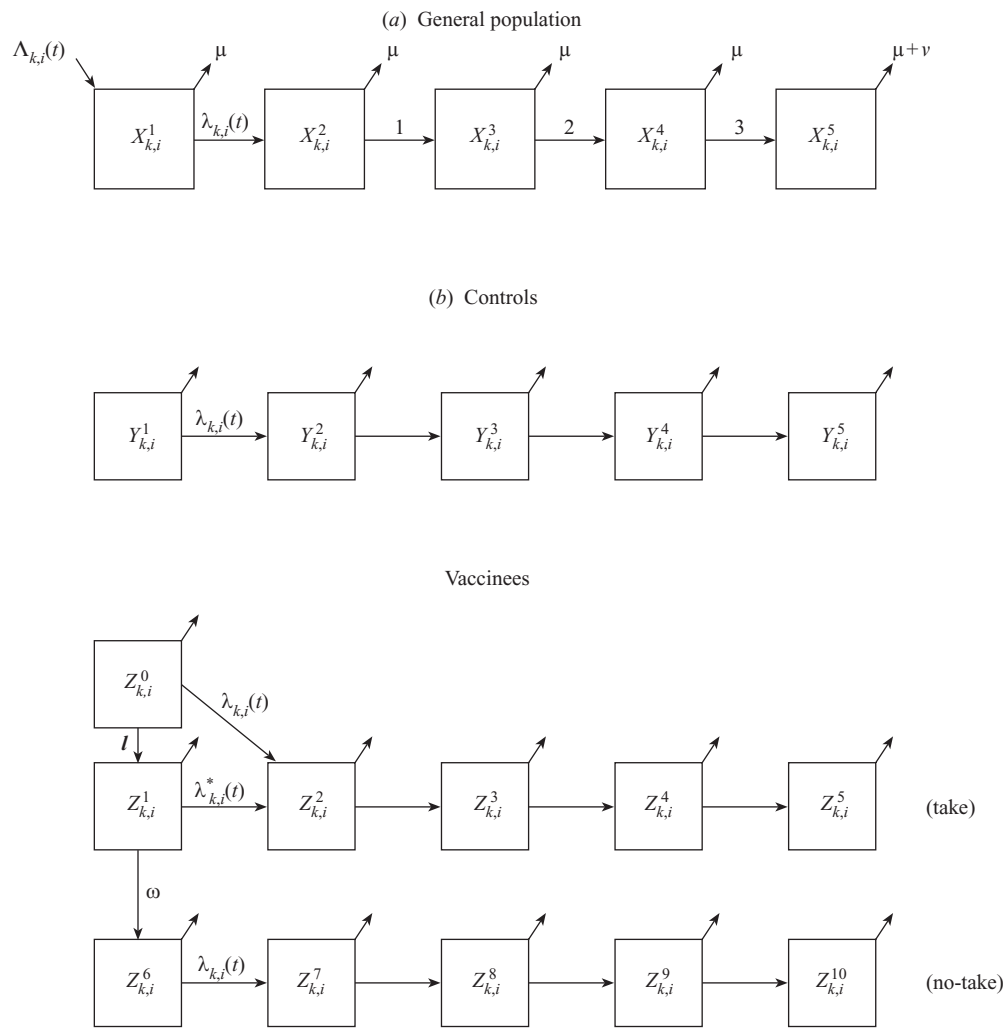 (a) General population
Λk,i(t)
μ
μ
μ
μ
μ + ν
X¹k,i
λk,i(t)
X²k,i
1
X³k,i
2
X⁴k,i
3
X⁵k,i
(b) Controls
Y¹k,i
λk,i(t)
Y²k,i
Y³k,i
Y⁴k,i
Y⁵k,i
Vaccinees
Z⁰k,i
λk,i(t)
l
Z¹k,i
λ*k,i(t)
Z²k,i
Z³k,i
Z⁴k,i
Z⁵k,i
(take)
ω
Z⁶k,i
λk,i(t)
Z⁷k,i
Z⁸k,i
Z⁹k,i
Z¹⁰k,i
(no-take)